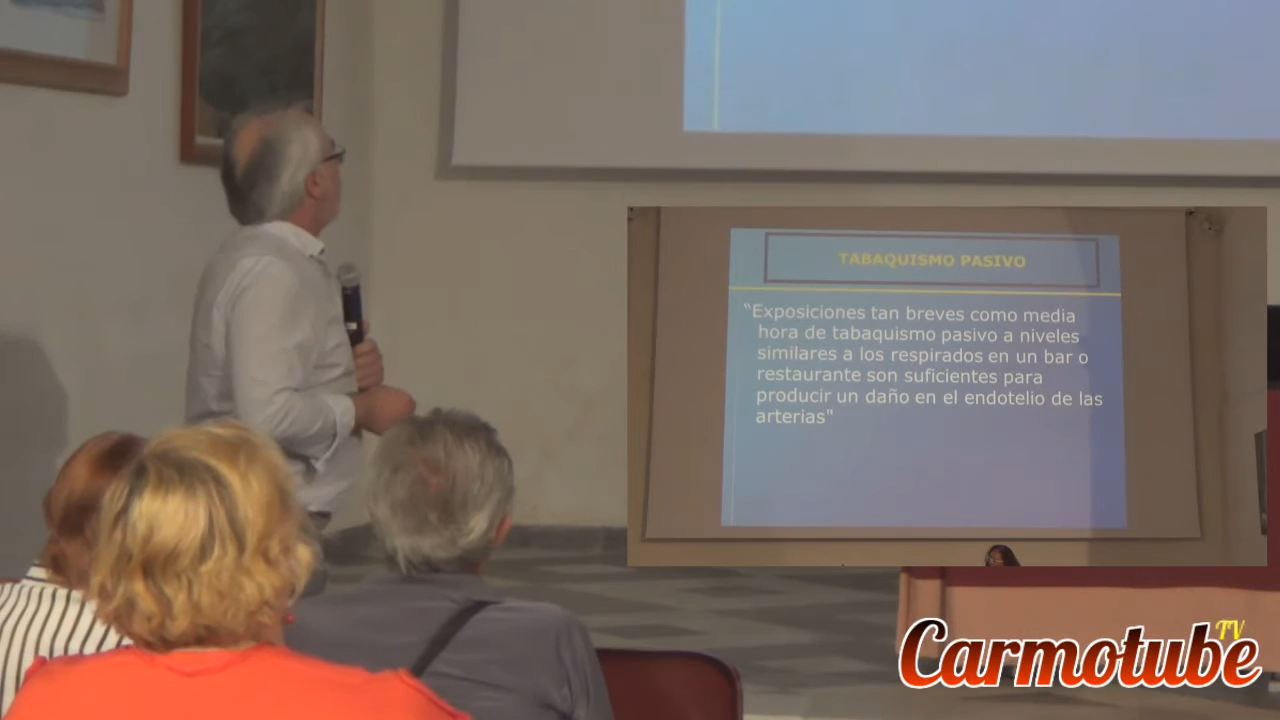 TABAQUISMO PASIVO
“Exposiciones tan breves como media
hora de tabaquismo pasivo a niveles
similares a los respirados en un bar o
restaurante son suficientes para
producir un daño en el endotelio de las
arterias"
Carmotube TV